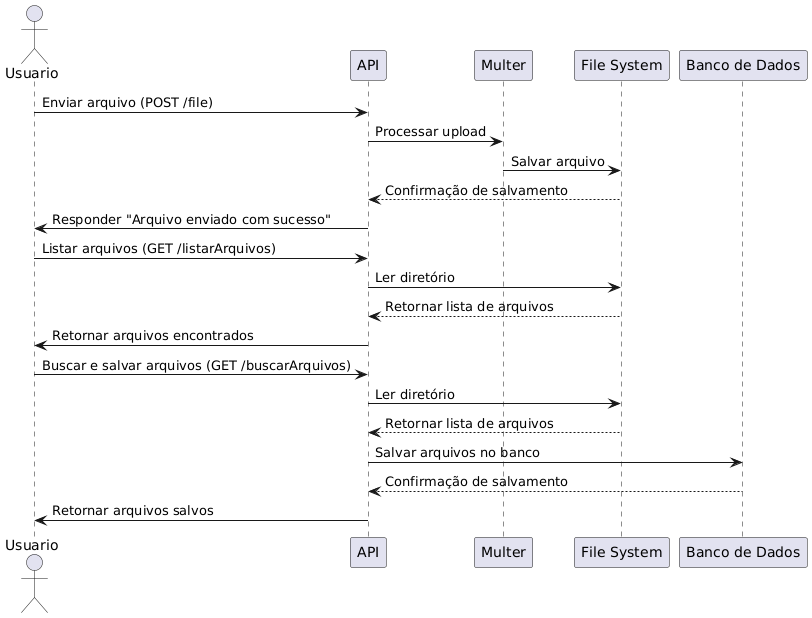 Usuario
API
Multer
File System
Banco de Dados
Enviar arquivo (POST /file)
Processar upload
Salvar arquivo
Confirmação de salvamento
Responder "Arquivo enviado com sucesso"
Listar arquivos (GET /listarArquivos)
Ler diretório
Retornar lista de arquivos
Retornar arquivos encontrados
Buscar e salvar arquivos (GET /buscarArquivos)
Ler diretório
Retornar lista de arquivos
Salvar arquivos no banco
Confirmação de salvamento
Retornar arquivos salvos
Usuario
API
Multer
File System
Banco de Dados